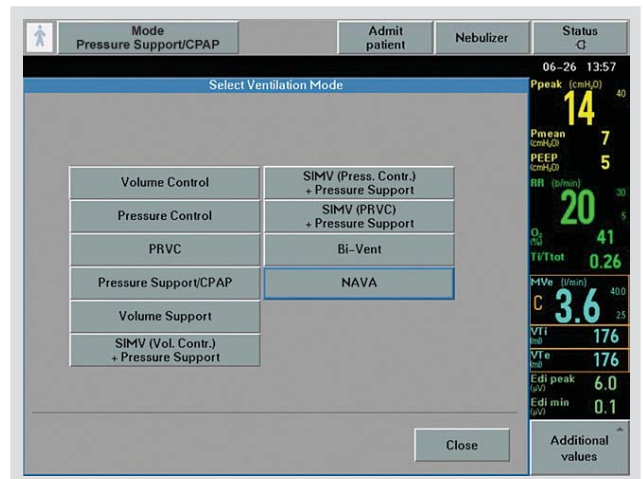 Mode
Pressure Support/CPAP
Admit
patient
Nebulizer
Status
06-26 13:57
Select Ventilation Mode
Volume Control
Pressure Control
PRVC
Pressure Support/CPAP
Volume Support
SIMV (Vol. Contr.)
+ Pressure Support
SIMV (Press. Contr.)
+ Pressure Support
SIMV (PRVC)
+ Pressure Support
Bi-Vent
NAVA
Close
Ppeak (cmH2O)
40
14
Pmean
(cmH2O) 7
PEEP
(cmH2O) 5
RR (b/min)
30
20
5
O2
(%) 41
Ti/Ttot 0.26
MVe (l/min)
40.0
C 3.6
2.5
VTi
(ml) 176
VTe
(ml) 176
Edi peak
(µV) 6.0
Edi min
(µV) 0.1
Additional
values